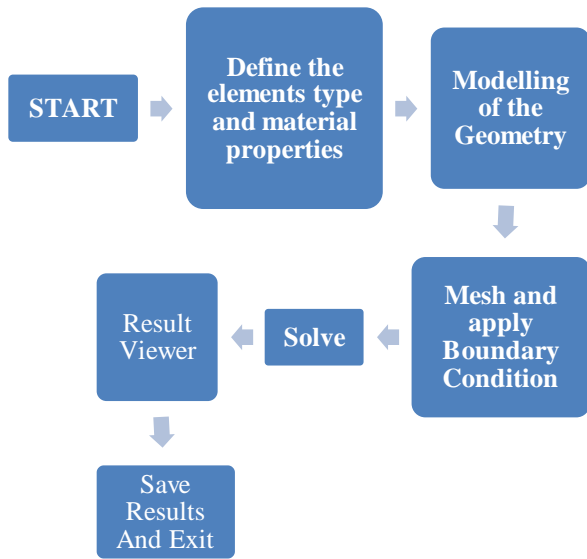 START
Define the
elements type
and material
properties
Modelling
of the
Geometry
Mesh and
apply
Boundary
Condition
Solve
Result
Viewer
Save
Results
And Exit